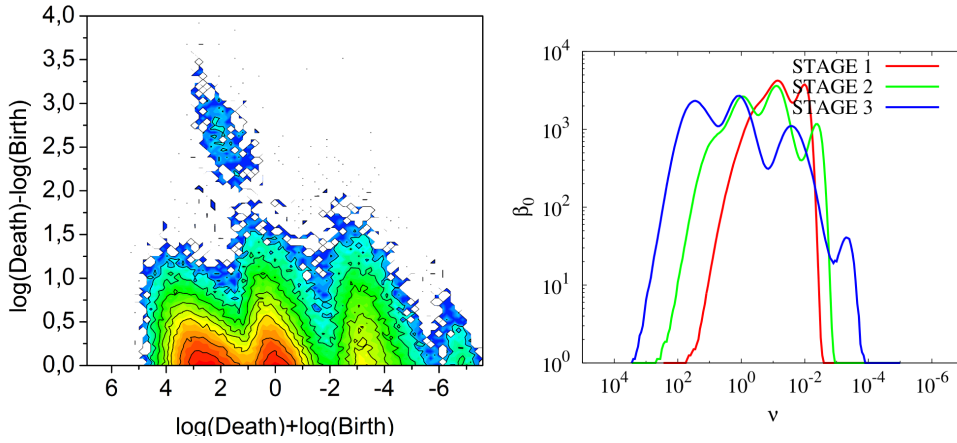 4,0
3,5
3,0
2,5
2,0
1,5
1,0
0,5
0,0
log(Death)-log(Birth)
6 4 2 0 -2 -4 -6
log(Death)+log(Birth)
10^4
10^3
10^2
10^1
10^0
β0
STAGE 1
STAGE 2
STAGE 3
10^4 10^2 10^0 10^-2 10^-4 10^-6
ν